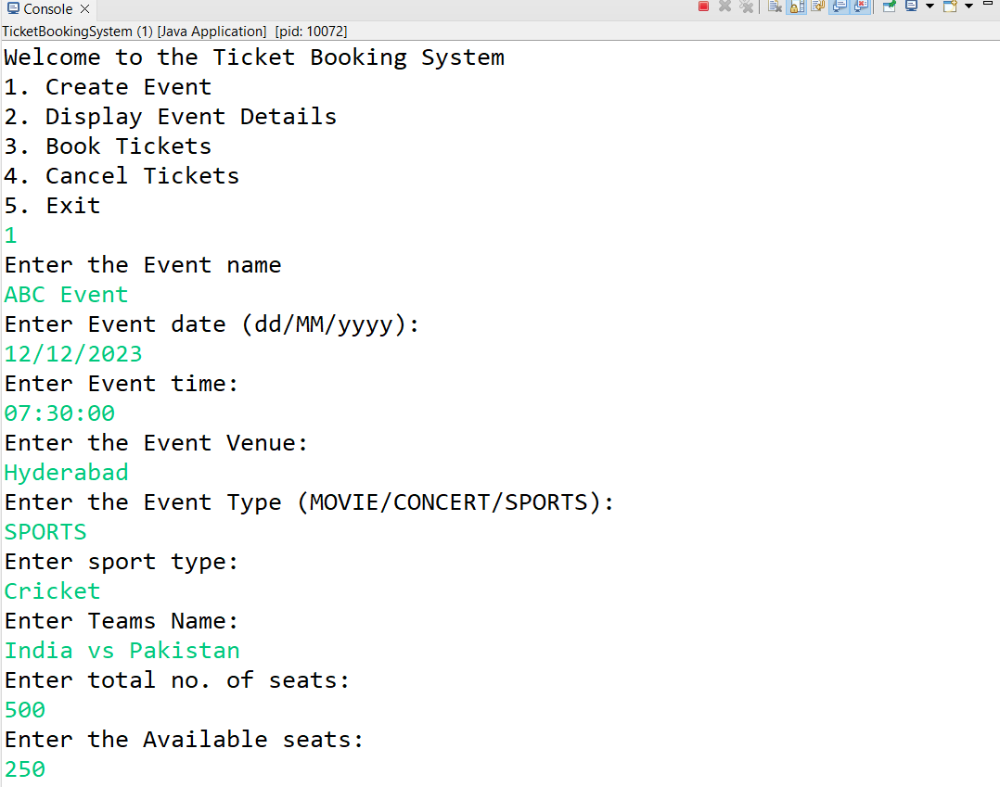 Console
TicketBookingSystem (1) [Java Application] [pid: 10072]
Welcome to the Ticket Booking System
1. Create Event
2. Display Event Details
3. Book Tickets
4. Cancel Tickets
5. Exit
1
Enter the Event name
ABC Event
Enter Event date (dd/MM/yyyy):
12/12/2023
Enter Event time:
07:30:00
Enter the Event Venue:
Hyderabad
Enter the Event Type (MOVIE/CONCERT/SPORTS):
SPORTS
Enter sport type:
Cricket
Enter Teams Name:
India vs Pakistan
Enter total no. of seats:
500
Enter the Available seats:
250